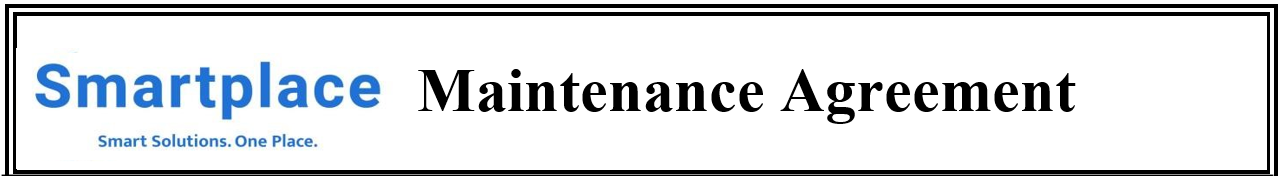 Smartplace Maintenance Agreement
Smart Solutions. One Place.